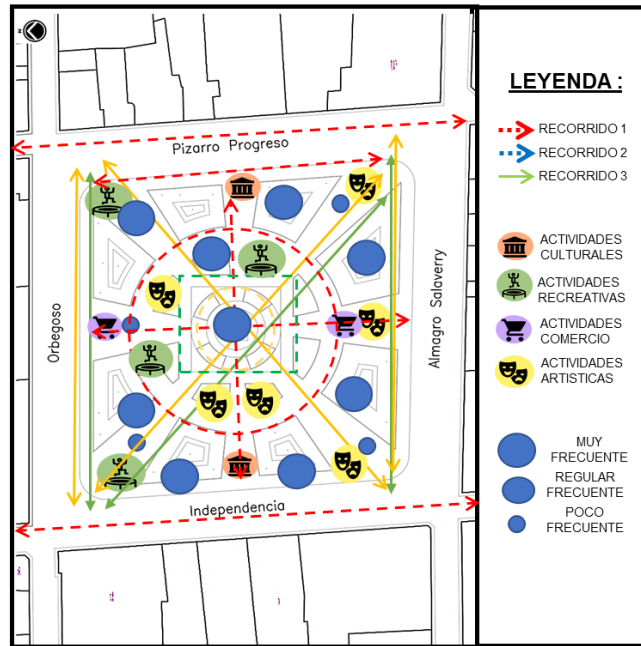 Pizarro Progreso
Orbegoso
Almagro Salaverry
Independencia
LEYENDA :
RECORRIDO 1
RECORRIDO 2
RECORRIDO 3
ACTIVIDADES
CULTURALES
ACTIVIDADES
RECREATIVAS
ACTIVIDADES
COMERCIO
ACTIVIDADES
ARTISTICAS
MUY
FRECUENTE
REGULAR
FRECUENTE
POCO
FRECUENTE